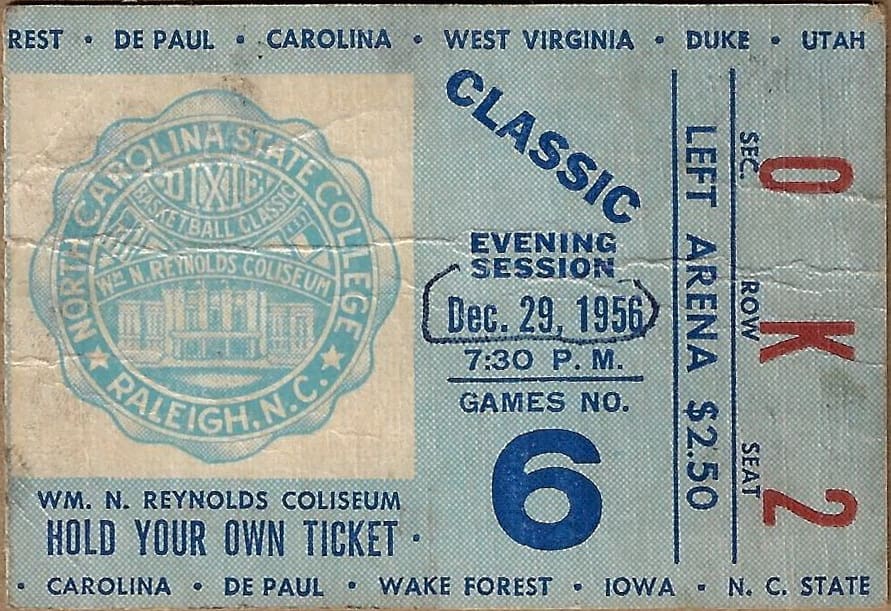 REST • DE PAUL • CAROLINA • WEST VIRGINIA • DUKE • UTAH
NORTH CAROLINA STATE COLLEGE
DIXIE
BASKETBALL CLASSIC
WM N. REYNOLDS COLISEUM
★ RALEIGH, N.C. ★
WM. N. REYNOLDS COLISEUM
HOLD YOUR OWN TICKET •
CLASSIC
EVENING
SESSION
Dec. 29, 1956
7:30 P. M.
GAMES NO.
6
LEFT ARENA $2.50
SEC. ROW SEAT
O K 2
• CAROLINA • DE PAUL • WAKE FOREST • IOWA • N. C. STATE